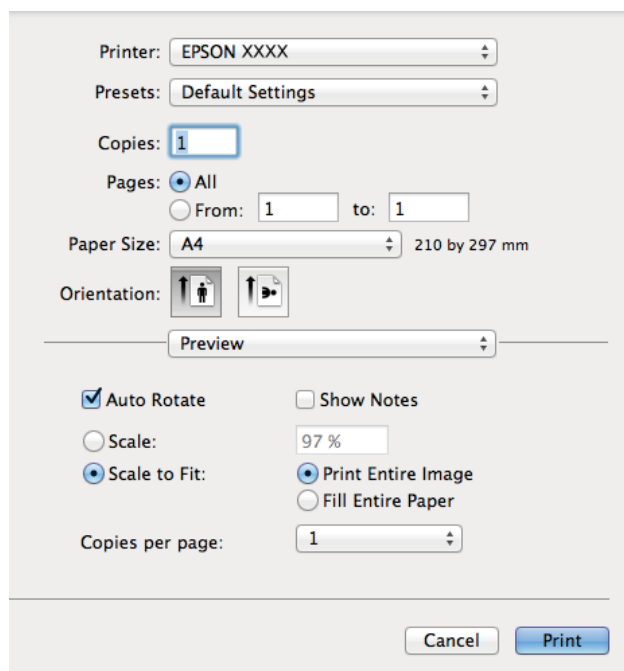 Printer: EPSON XXXX
Presets: Default Settings
Copies: 1
Pages: All
From: 1 to: 1
Paper Size: A4 210 by 297 mm
Orientation:
Preview
Auto Rotate Show Notes
Scale: 97 %
Scale to Fit: Print Entire Image
Fill Entire Paper
Copies per page: 1
Cancel Print